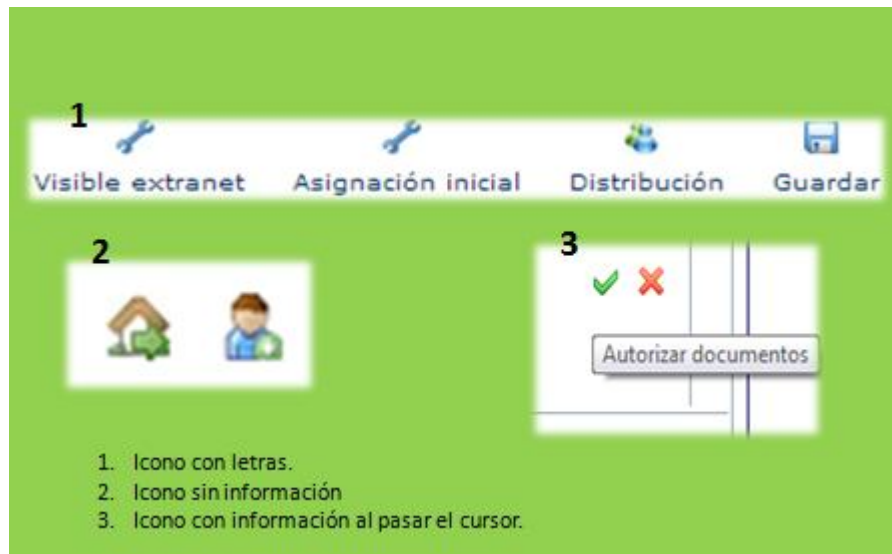 1
Visible extranet Asignación inicial Distribución Guardar
2
3
Autorizar documentos
1. Icono con letras.
2. Icono sin información
3. Icono con información al pasar el cursor.